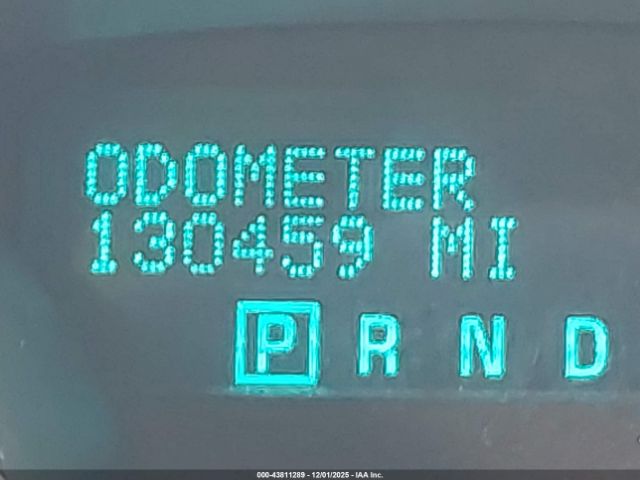 ODOMETER
130459 MI
P R N D
000-43811289 - 12/01/2025 - IAA Inc.